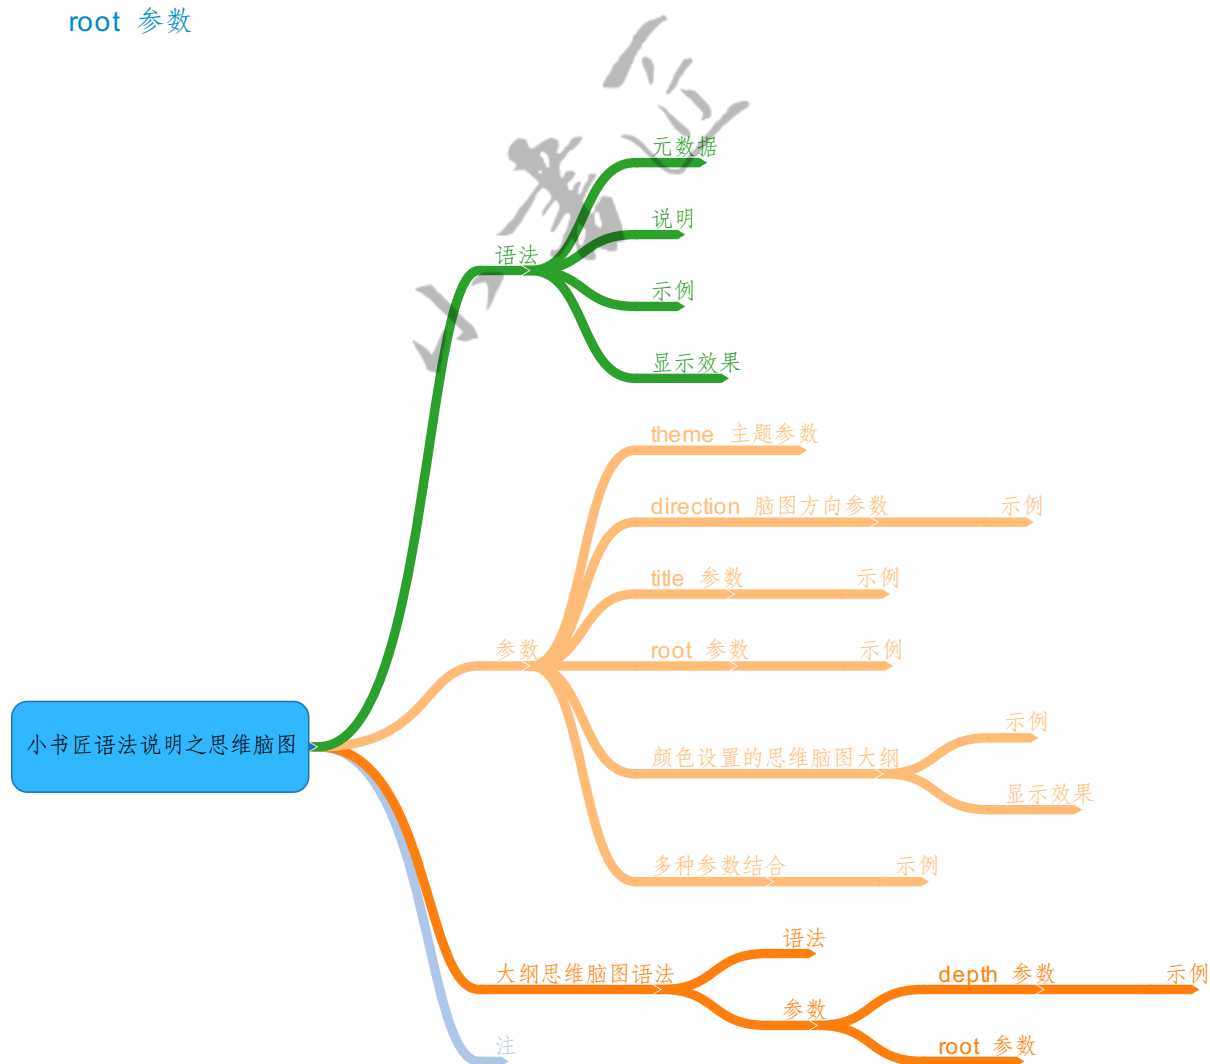 root 参数
元数据
说明
语法
示例
显示效果
theme 主题参数
direction 脑图方向参数 示例
title 参数 示例
参数
root 参数 示例
小书匠语法说明之思维脑图
颜色设置的思维脑图大纲
示例
显示效果
多种参数结合 示例
大纲思维脑图语法
语法
参数
depth 参数 示例
root 参数
注